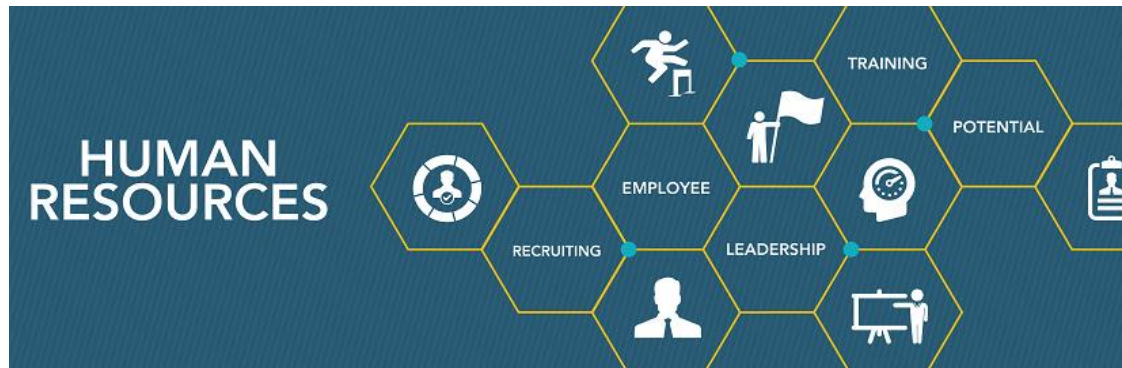 HUMAN
RESOURCES
TRAINING
POTENTIAL
EMPLOYEE
RECRUITING
LEADERSHIP